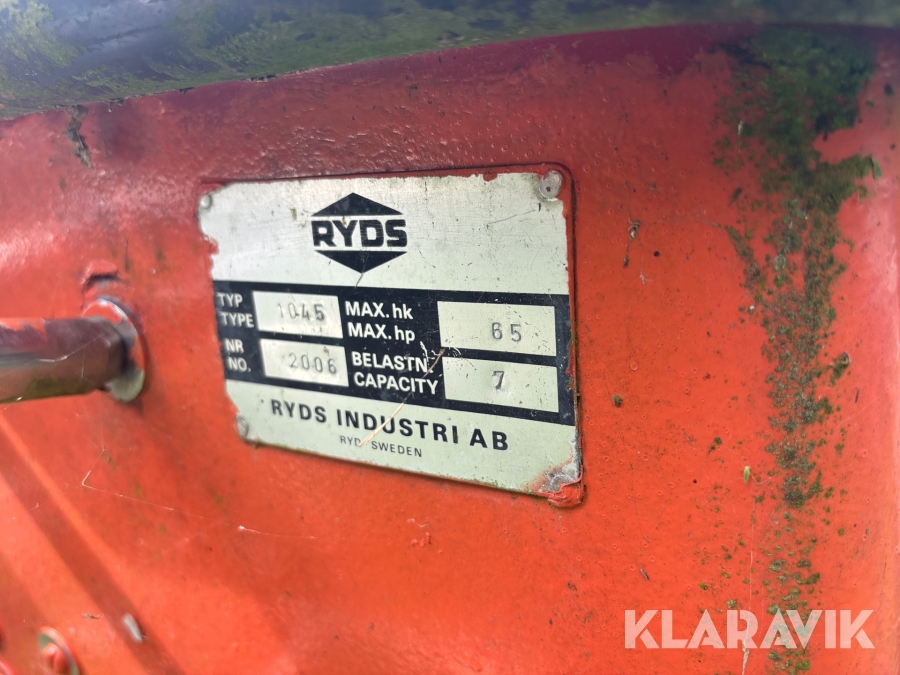 RYDS
TYP 1045 MAX.hk 65
TYPE MAX.hp
NR 2006 BELASTN. 7
NO. CAPACITY
RYDS INDUSTRI AB
RYD SWEDEN
KLARAVIK